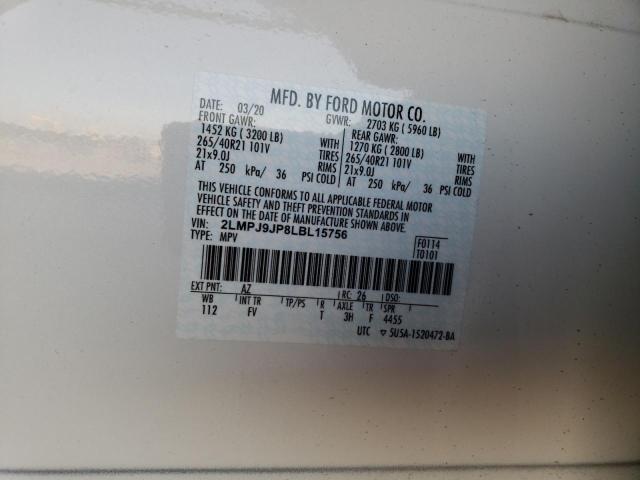 MFD. BY FORD MOTOR CO.
DATE: 03/20 GVWR: 2703 KG ( 5960 LB)
FRONT GAWR: REAR GAWR:
1452 KG ( 3200 LB) WITH 1270 KG ( 2800 LB) WITH
265/40R21 101V TIRES 265/40R21 101V TIRES
21x9.0J RIMS 21x9.0J RIMS
AT 250 kPa/ 36 PSI COLD AT 250 kPa/ 36 PSI COLD
THIS VEHICLE CONFORMS TO ALL APPLICABLE FEDERAL MOTOR
VEHICLE SAFETY AND THEFT PREVENTION STANDARDS IN
EFFECT ON THE DATE OF MANUFACTURE SHOWN ABOVE.
VIN: 2LMPJ9JP8LBL15756 F0114
TYPE: MPV T0101
EXT PNT: AZ RC: 26 DSO:
WB INT TR TP/PS R AXLE TR SPR
112 FV T 3H F 4455
UTC ▽ 5U5A-1520472-BA